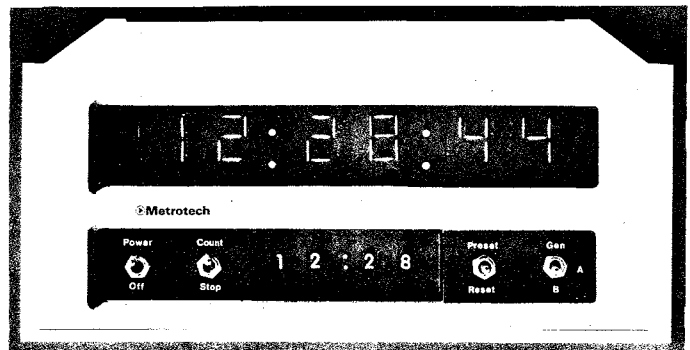 12:28:44
Metrotech
Power Count 12:28 Preset Gen
A
Off Stop Reset B